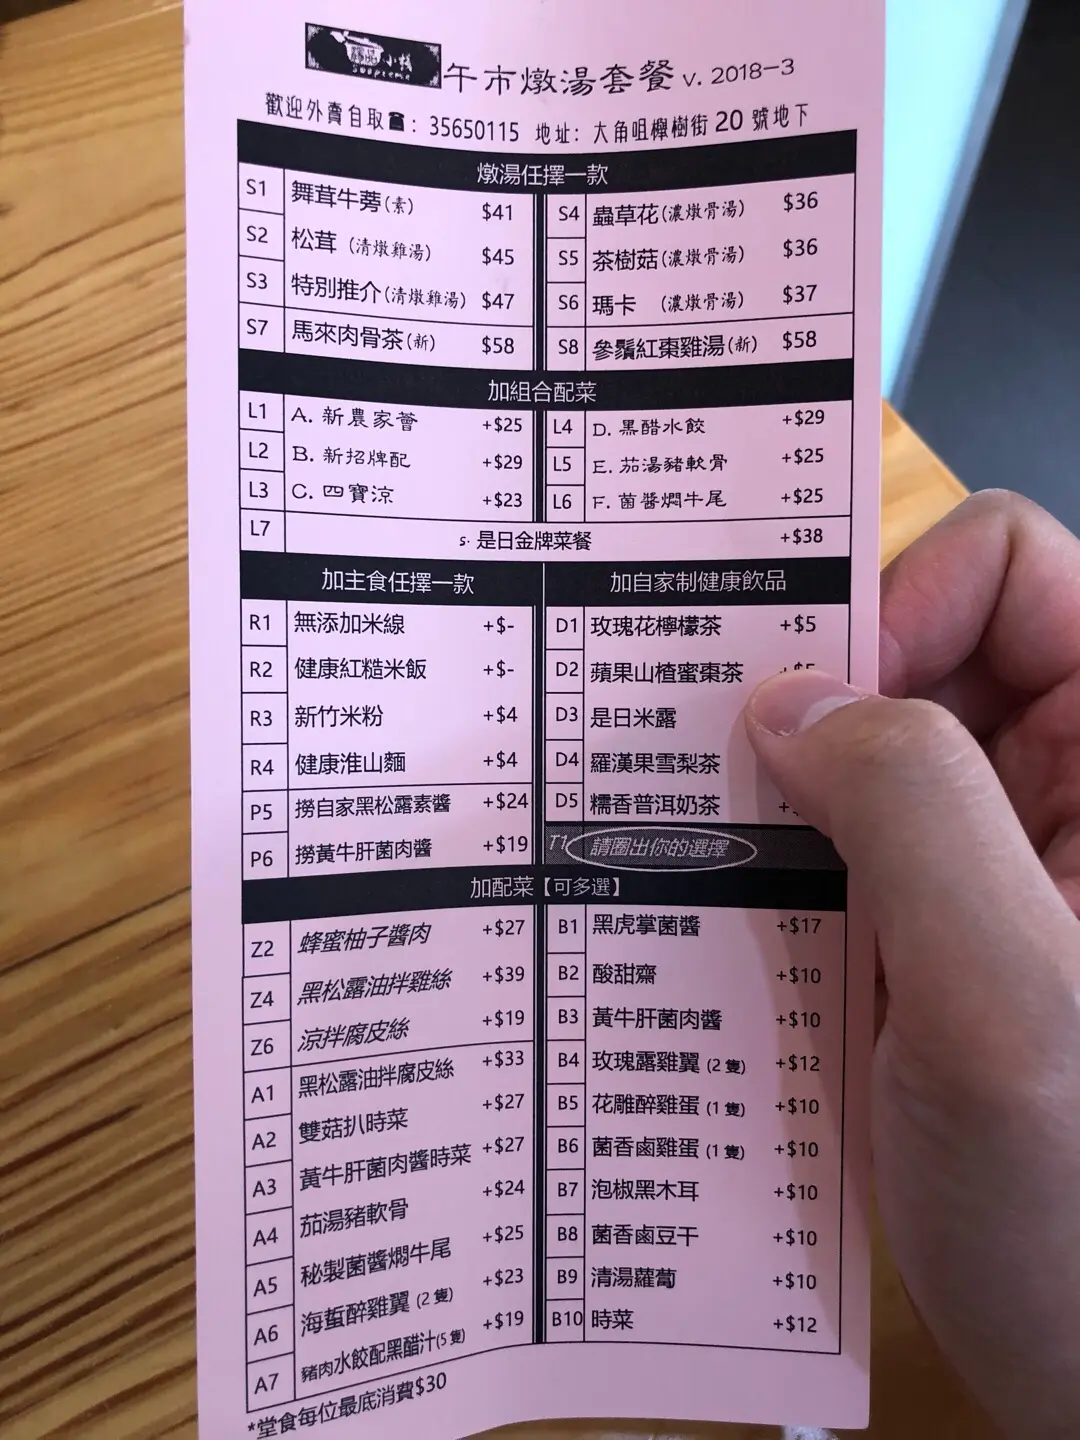 小棧
午市燉湯套餐 v. 2018-3
歡迎外賣自取☎: 35650115 地址: 大角咀櫸樹街 20 號地下
燉湯任擇一款
S1 舞茸牛蒡(素) $41
S2 松茸 (清燉雞湯) $45
S3 特別推介(清燉雞湯) $47
S7 馬來肉骨茶(新) $58
S4 蟲草花(濃燉骨湯) $36
S5 茶樹菇(濃燉骨湯) $36
S6 瑪卡 (濃燉骨湯) $37
S8 參鬚紅棗雞湯(新) $58
加組合配菜
L1 A. 新農家薈 +$25
L2 B. 新招牌配 +$29
L3 C. 四寶涼 +$23
L4 D. 黑醋水餃 +$29
L5 E. 茄湯豬軟骨 +$25
L6 F. 菌醬燜牛尾 +$25
L7 s. 是日金牌菜餐 +$38
加主食任擇一款
R1 無添加米線 +$-
R2 健康紅糙米飯 +$-
R3 新竹米粉 +$4
R4 健康淮山麵 +$4
P5 撈自家黑松露素醬 +$24
P6 撈黃牛肝菌肉醬 +$19
加自家制健康飲品
D1 玫瑰花檸檬茶 +$5
D2 蘋果山楂蜜棗茶 +$5
D3 是日米露
D4 羅漢果雪梨茶
D5 糯香普洱奶茶 +
T1 請圈出你的選擇
加配菜【可多選】
Z2 蜂蜜柚子醬肉 +$27
Z4 黑松露油拌雞絲 +$39
Z6 涼拌腐皮絲 +$19
A1 黑松露油拌腐皮絲 +$33
A2 雙菇扒時菜 +$27
A3 黃牛肝菌肉醬時菜 +$27
A4 茄湯豬軟骨 +$24
A5 秘製菌醬燜牛尾 +$25
A6 海蜇醉雞翼 (2 隻) +$23
A7 豬肉水餃配黑醋汁(5 隻) +$19
B1 黑虎掌菌醬 +$17
B2 酸甜齋 +$10
B3 黃牛肝菌肉醬 +$10
B4 玫瑰露雞翼 (2 隻) +$12
B5 花雕醉雞蛋 (1 隻) +$10
B6 菌香鹵雞蛋 (1 隻) +$10
B7 泡椒黑木耳 +$10
B8 菌香鹵豆干 +$10
B9 清湯蘿蔔 +$10
B10 時菜 +$12
*堂食每位最底消費$30